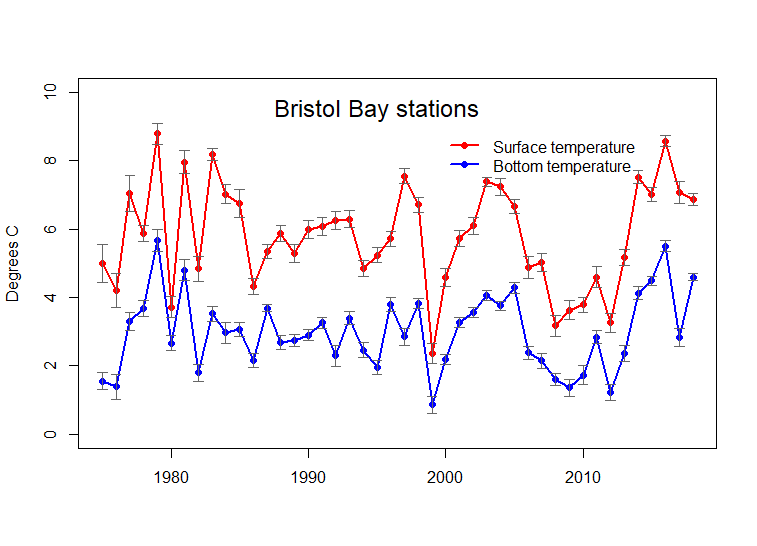 Bristol Bay stations
Surface temperature
Bottom temperature
Degrees C
10
8
6
4
2
0
1980 1990 2000 2010